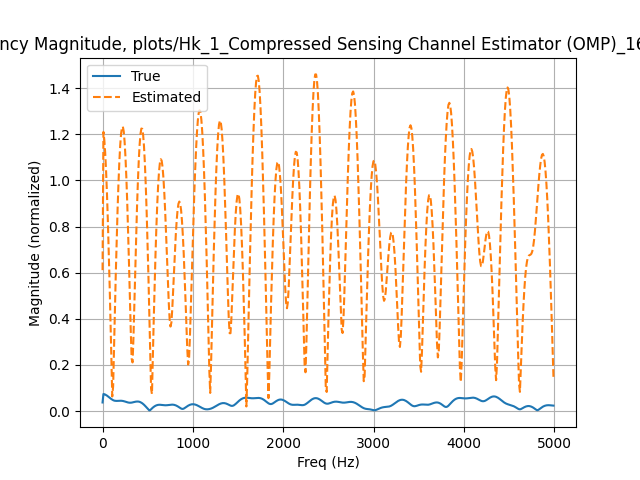 ncy Magnitude, plots/Hk_1_Compressed Sensing Channel Estimator (OMP)_16
True
Estimated
Magnitude (normalized)
1.4
1.2
1.0
0.8
0.6
0.4
0.2
0.0
0 1000 2000 3000 4000 5000
Freq (Hz)